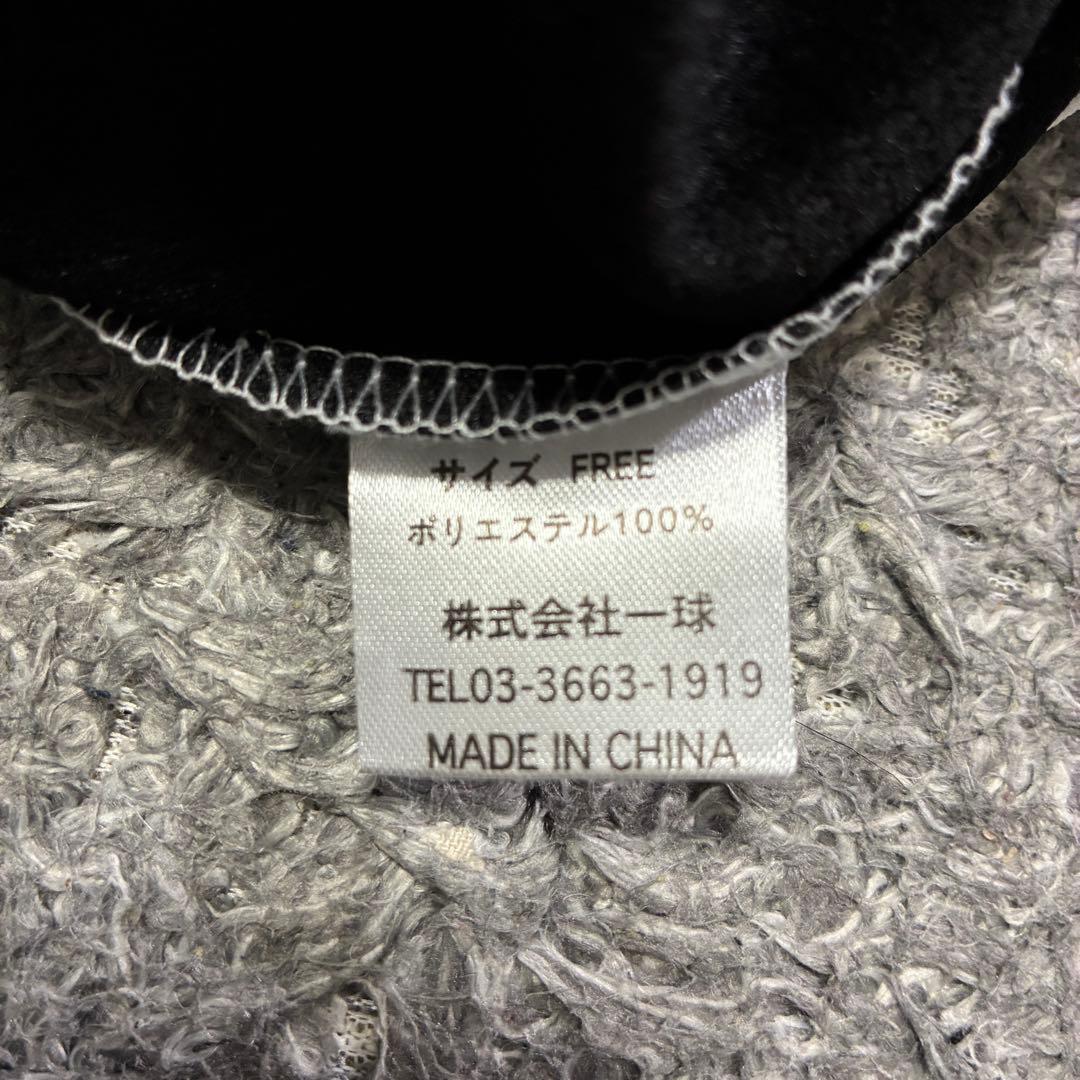 サイズ FREE
ポリエステル100%
株式会社一球
TEL03-3663-1919
MADE IN CHINA